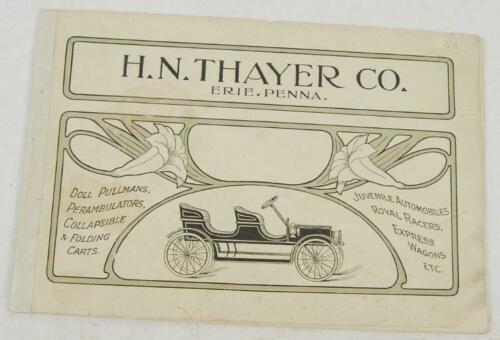 H.N. THAYER CO.
ERIE, PENNA.
DOLL PULLMANS,
PERAMBULATORS,
COLLAPSIBLE
& FOLDING
CARTS.
JUVENILE AUTOMOBILES
ROYAL RACERS,
EXPRESS
WAGONS
ETC.